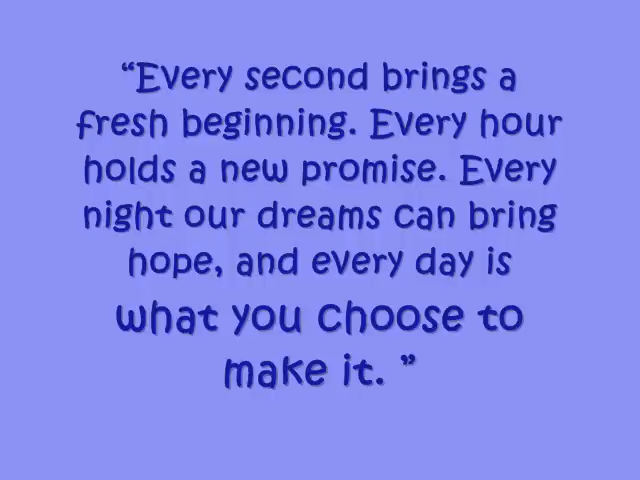 “Every second brings a
fresh beginning. Every hour
holds a new promise. Every
night our dreams can bring
hope, and every day is
what you choose to
make it. ”